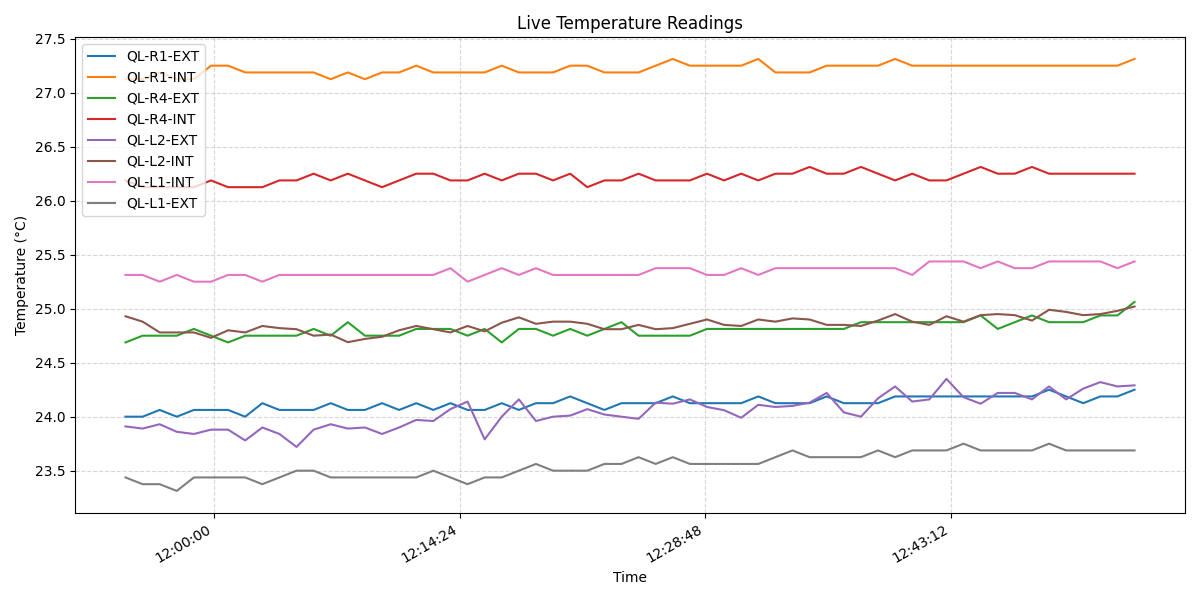 Live Temperature Readings
QL-R1-EXT
QL-R1-INT
QL-R4-EXT
QL-R4-INT
QL-L2-EXT
QL-L2-INT
QL-L1-INT
QL-L1-EXT
Temperature (°C)
27.5
27.0
26.5
26.0
25.5
25.0
24.5
24.0
23.5
12:00:00
12:14:24
12:28:48
12:43:12
Time